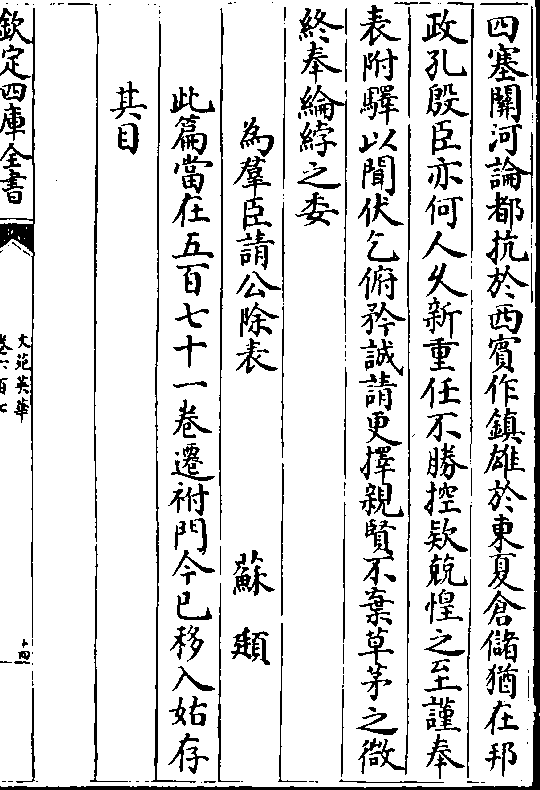 四塞關河論都抗於西賓作鎮雄於東夏倉儲猶在邦
政孔殷臣亦何人久新重任不勝控欵兢惶之至謹奉
表附驛以聞伏乞俯矜誠請更擇親賢不棄草茅之微
終奉綸綍之委
為羣臣請公除表 蘇頲
此篇當在五百七十一卷遷祔門今已移入姑存
其目
欽定四庫全書
文苑英華
卷六百七
十四